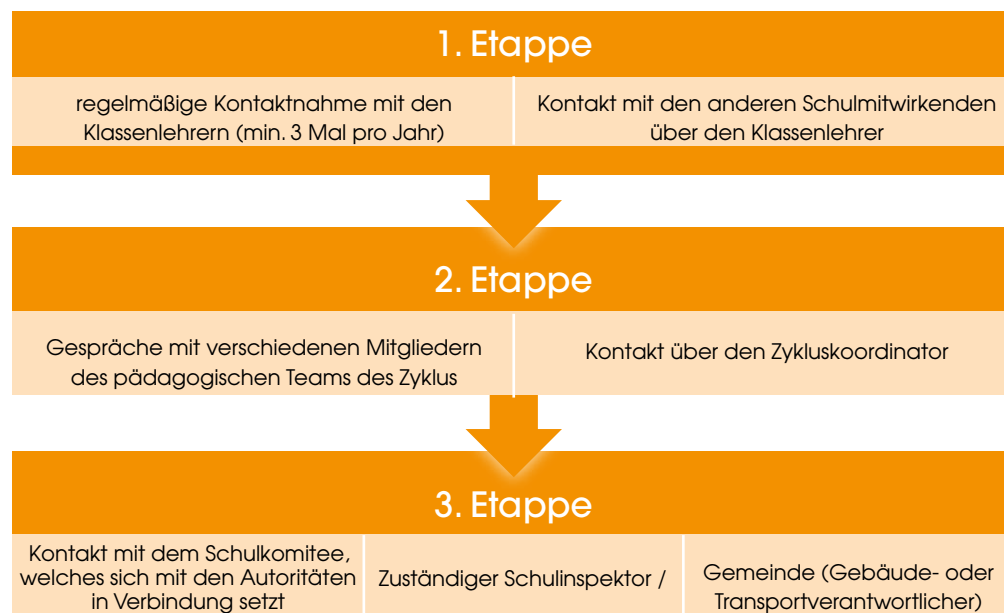 1. Etappe
regelmäßige Kontaktnahme mit den
Klassenlehrern (min. 3 Mal pro Jahr)
Kontakt mit den anderen Schulmitwirkenden
über den Klassenlehrer
2. Etappe
Gespräche mit verschiedenen Mitgliedern
des pädagogischen Teams des Zyklus
Kontakt über den Zykluskoordinator
3. Etappe
Kontakt mit dem Schulkomitee,
welches sich mit den Autoritäten
in Verbindung setzt
Zuständiger Schulinspektor /
Gemeinde (Gebäude- oder
Transportverantwortlicher)